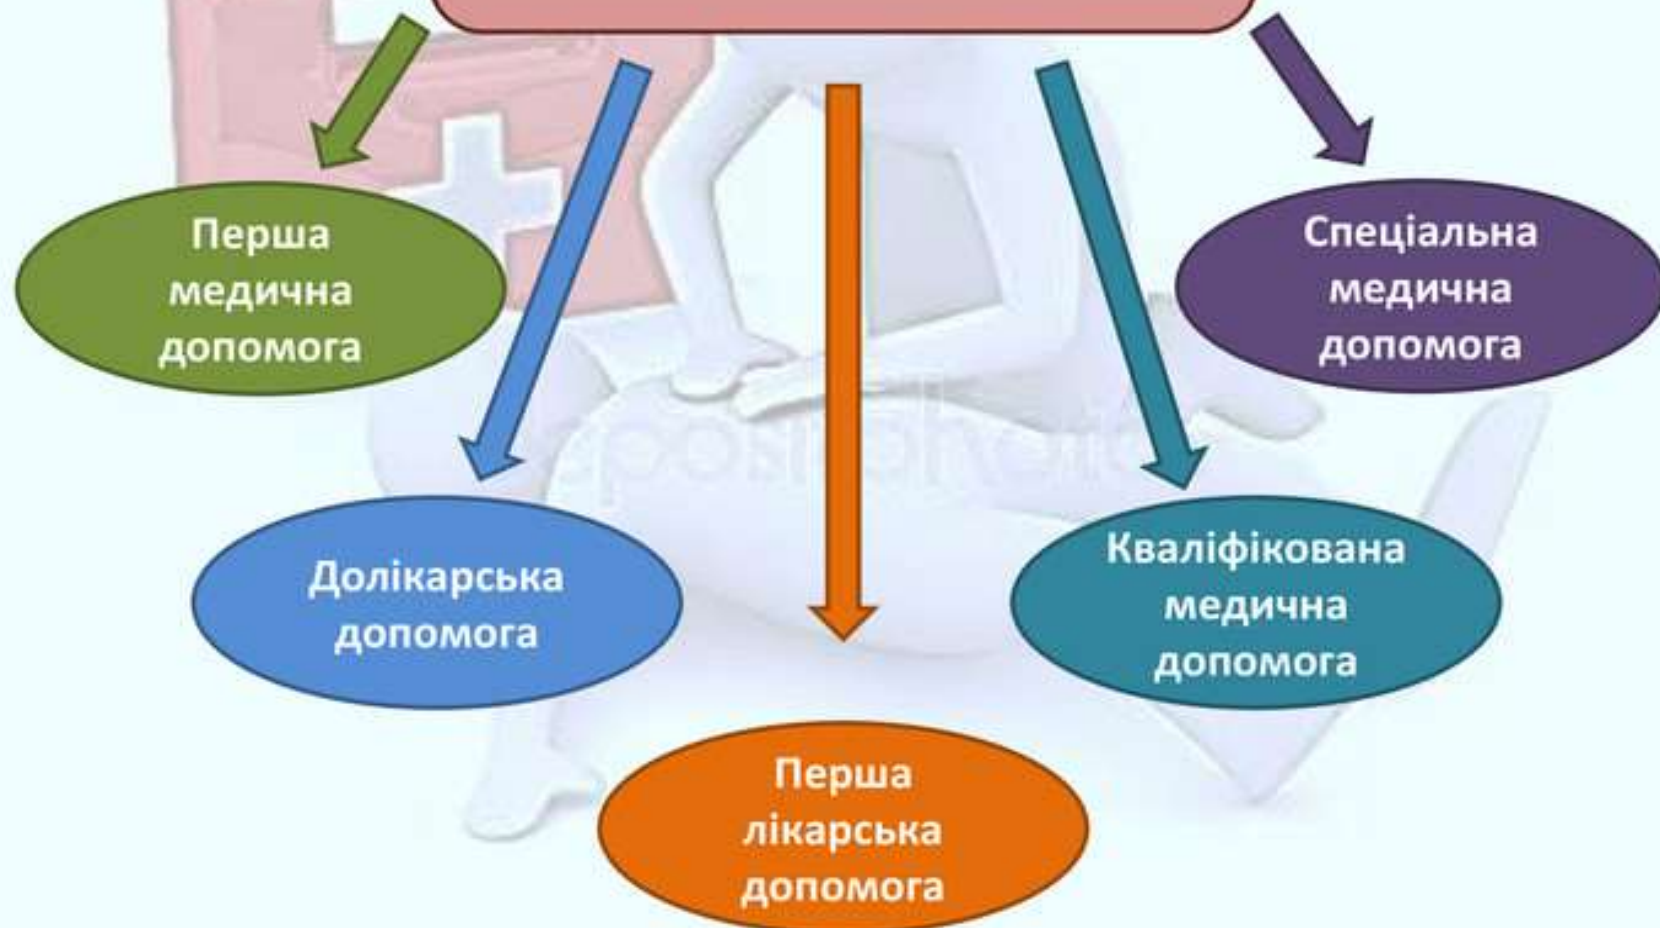 Перша
медична
допомога
Спеціальна
медична
допомога
Долікарська
допомога
Кваліфікована
медична
допомога
Перша
лікарська
допомога